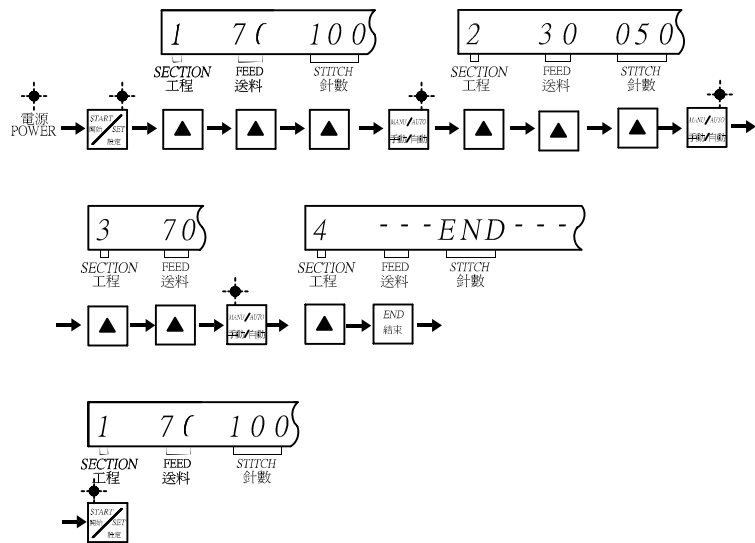 1 70 100
SECTION FEED STITCH
工程 送料 針數
2 30 050
SECTION FEED STITCH
工程 送料 針數
電源
POWER
START
開始 SET
設定
MANU/AUTO
手動/自動
MANU/AUTO
手動/自動
3 70
SECTION FEED
工程 送料
4 ---END---
SECTION FEED STITCH
工程 送料 針數
MANU/AUTO
手動/自動
END
結束
1 70 100
SECTION FEED STITCH
工程 送料 針數
START
開始 SET
設定